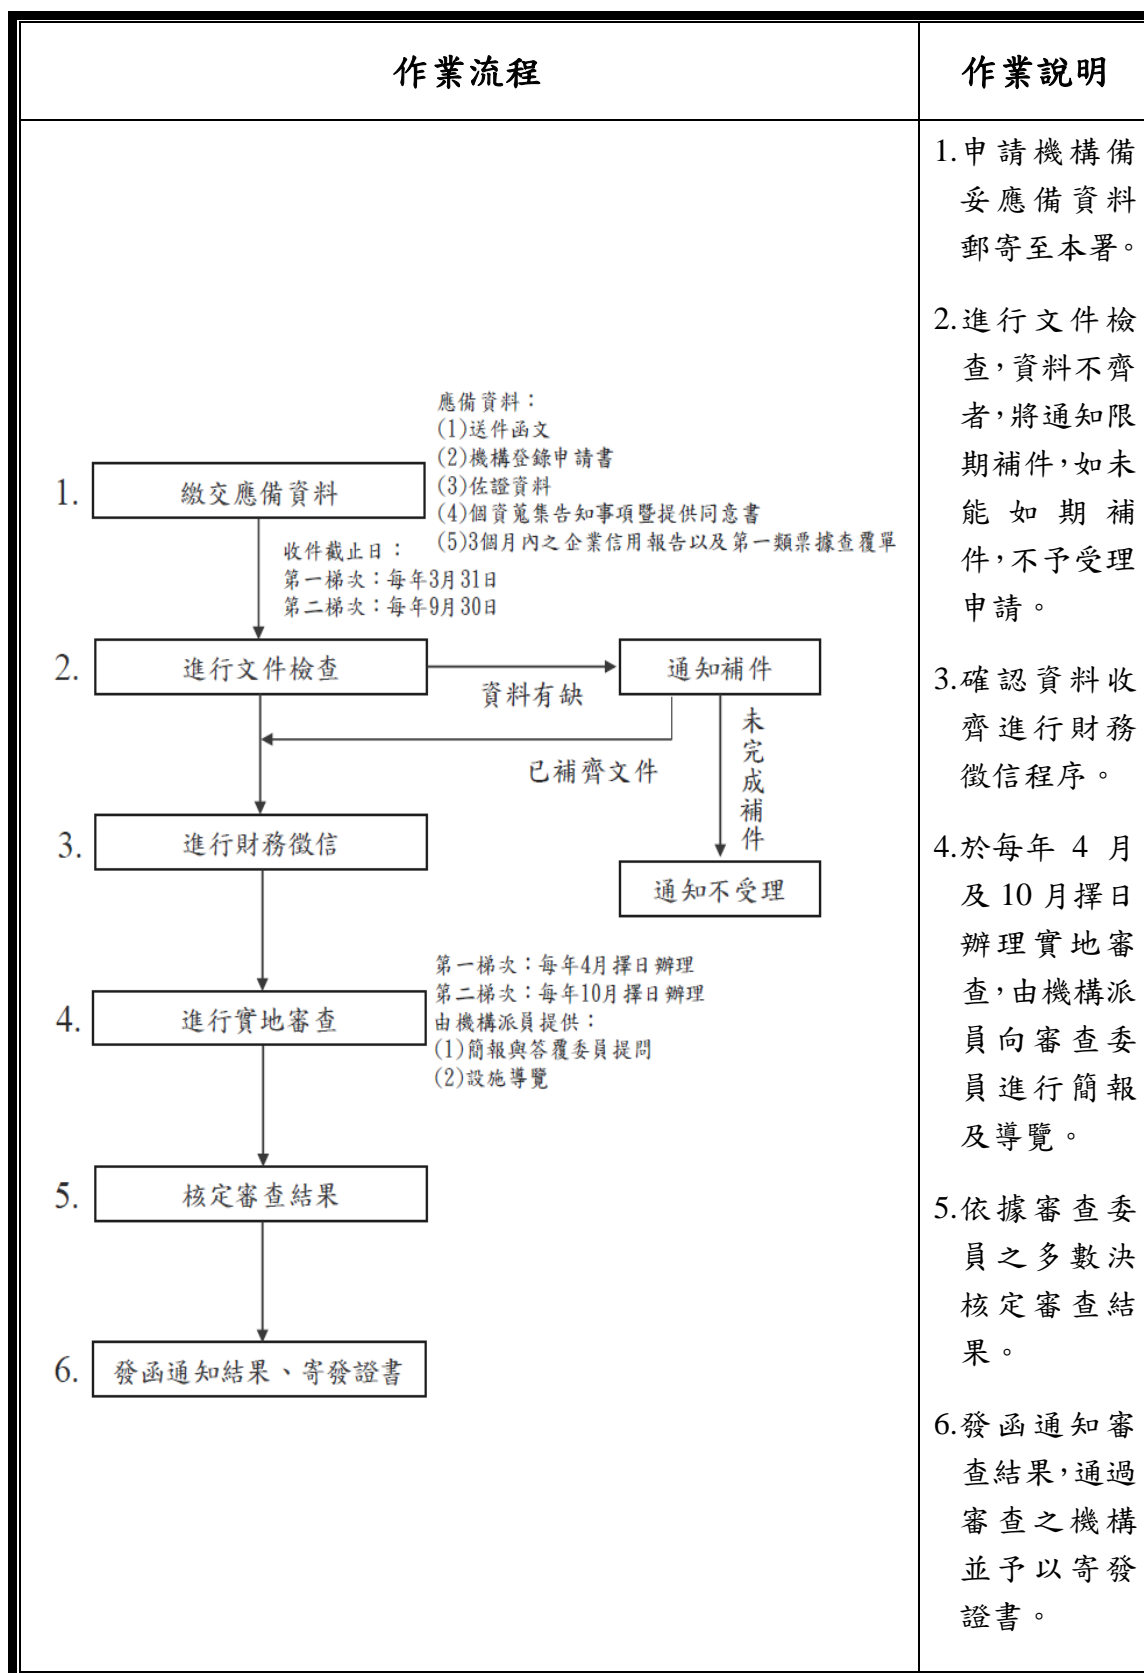 作業流程
作業說明
應備資料：
(1)送件函文
(2)機構登錄申請書
(3)佐證資料
(4)個資蒐集告知事項暨提供同意書
(5)3個月內之企業信用報告以及第一類票據查覆單
1.
繳交應備資料
收件截止日：
第一梯次：每年3月31日
第二梯次：每年9月30日
2.
進行文件檢查
資料有缺
通知補件
已補齊文件
未完成補件
3.
進行財務徵信
通知不受理
第一梯次：每年4月擇日辦理
第二梯次：每年10月擇日辦理
由機構派員提供：
(1)簡報與答覆委員提問
(2)設施導覽
4.
進行實地審查
5.
核定審查結果
6.
發函通知結果、寄發證書
1.申請機構備
妥應備資料
郵寄至本署。
2.進行文件檢
查，資料不齊
者，將通知限
期補件，如未
能如期補
件，不予受理
申請。
3.確認資料收
齊進行財務
徵信程序。
4.於每年 4 月
及 10 月擇日
辦理實地審
查，由機構派
員向審查委
員進行簡報
及導覽。
5.依據審查委
員之多數決
核定審查結
果。
6.發函通知審
查結果，通過
審查之機構
並予以寄發
證書。